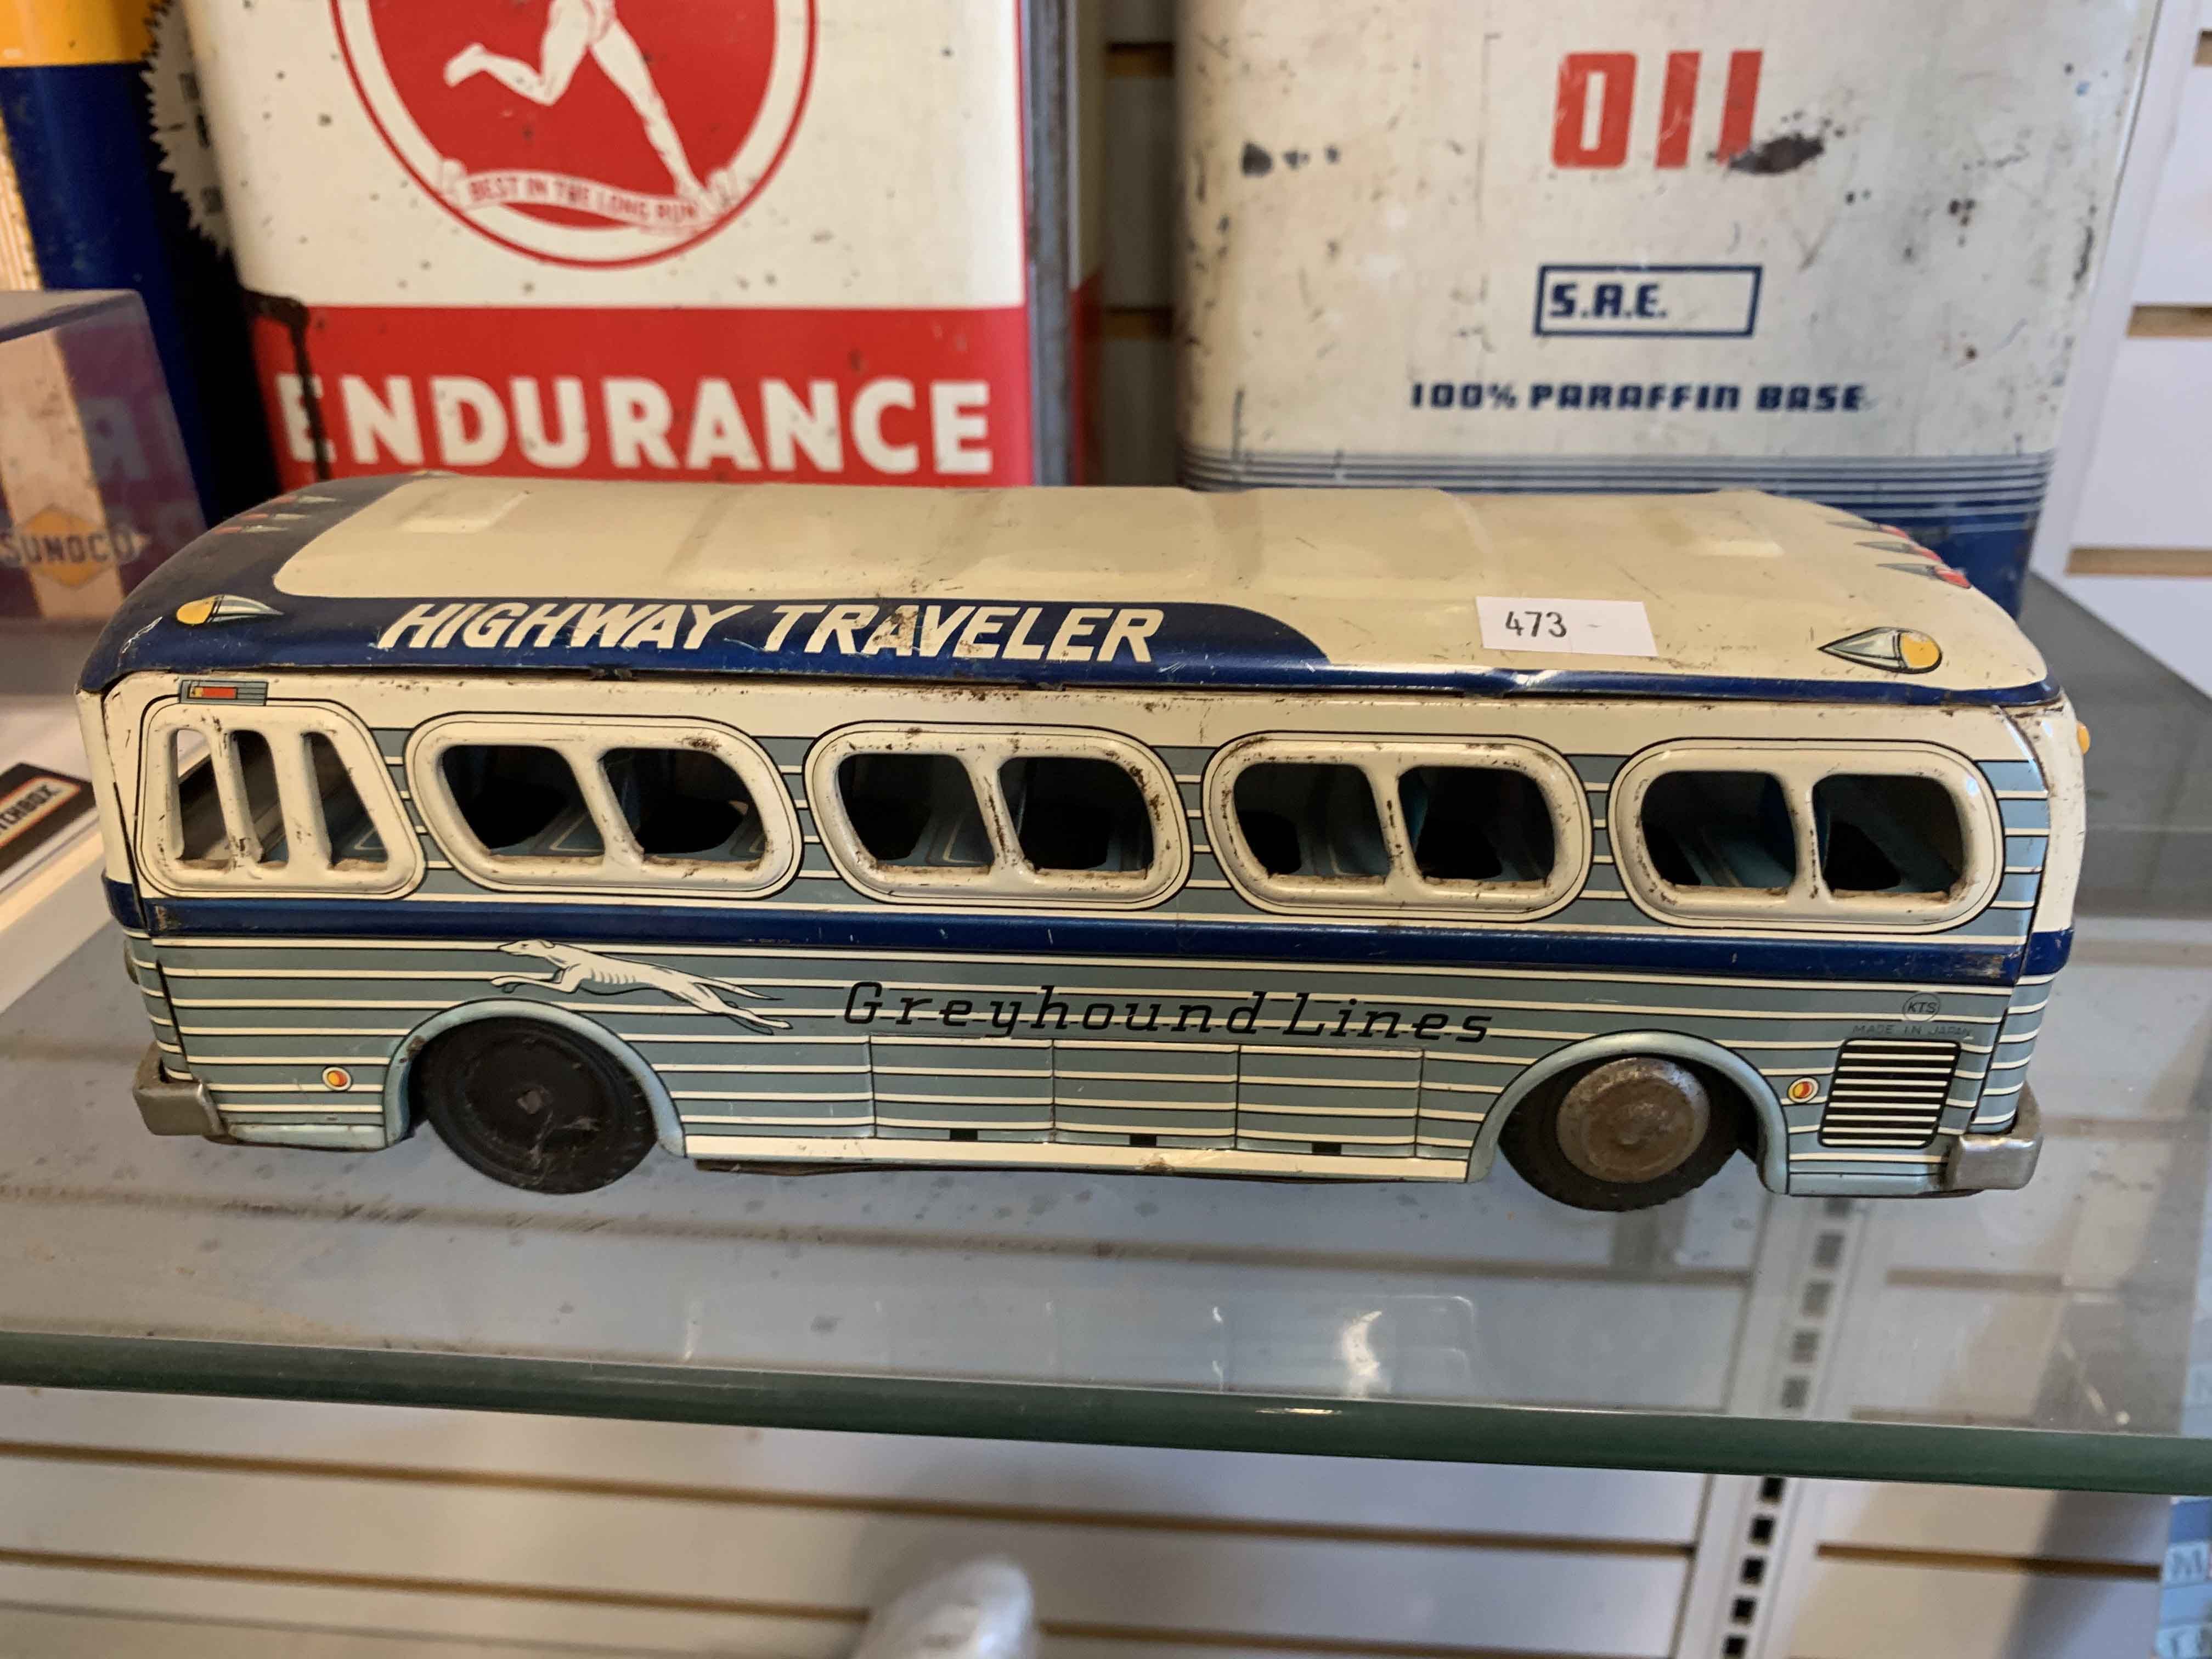 BEST IN THE LONG RUN
ENDURANCE
OIL
S.A.E.
100% PARAFFIN BASE
SUNOCO
HIGHWAY TRAVELER
473
Greyhound Lines
KTS
MADE IN JAPAN